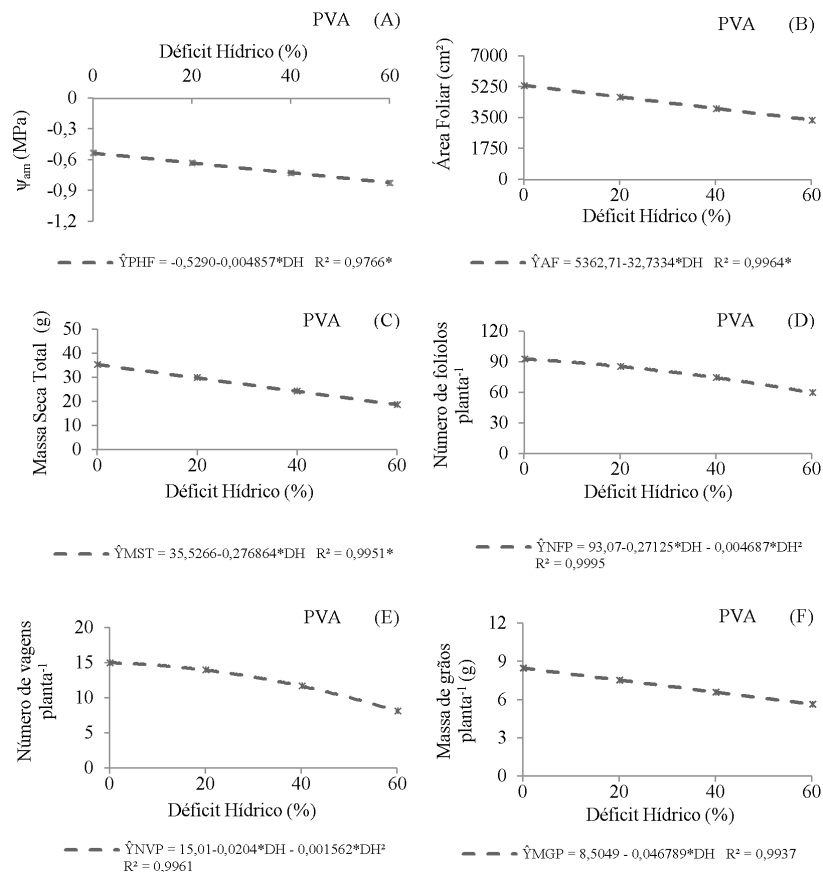 PVA (A)
Déficit Hídrico (%)
0 20 40 60
0
-0,3
-0,6
-0,9
-1,2
Ψam (MPa)
ŶPHF = -0,5290-0,004857*DH R² = 0,9766*
PVA (B)
Área Foliar (cm²)
7000
5250
3500
1750
0
0 20 40 60
Déficit Hídrico (%)
ŶAF = 5362,71-32,7334*DH R² = 0,9964*
PVA (C)
Massa Seca Total (g)
50
40
30
20
10
0
0 20 40 60
Déficit Hídrico (%)
ŶMST = 35,5266-0,276864*DH R² = 0,9951*
PVA (D)
Número de folíolos
planta⁻¹
120
90
60
30
0
0 20 40 60
Déficit Hídrico (%)
ŶNFP = 93,07-0,27125*DH - 0,004687*DH²
R² = 0,9995
PVA (E)
Número de vagens
planta⁻¹
20
15
10
5
0
0 20 40 60
Déficit Hídrico (%)
ŶNVP = 15,01-0,0204*DH - 0,001562*DH²
R² = 0,9961
PVA (F)
Massa de grãos
planta⁻¹ (g)
12
9
6
3
0
0 20 40 60
Déficit Hídrico (%)
ŶMGP = 8,5049 - 0,046789*DH R² = 0,9937